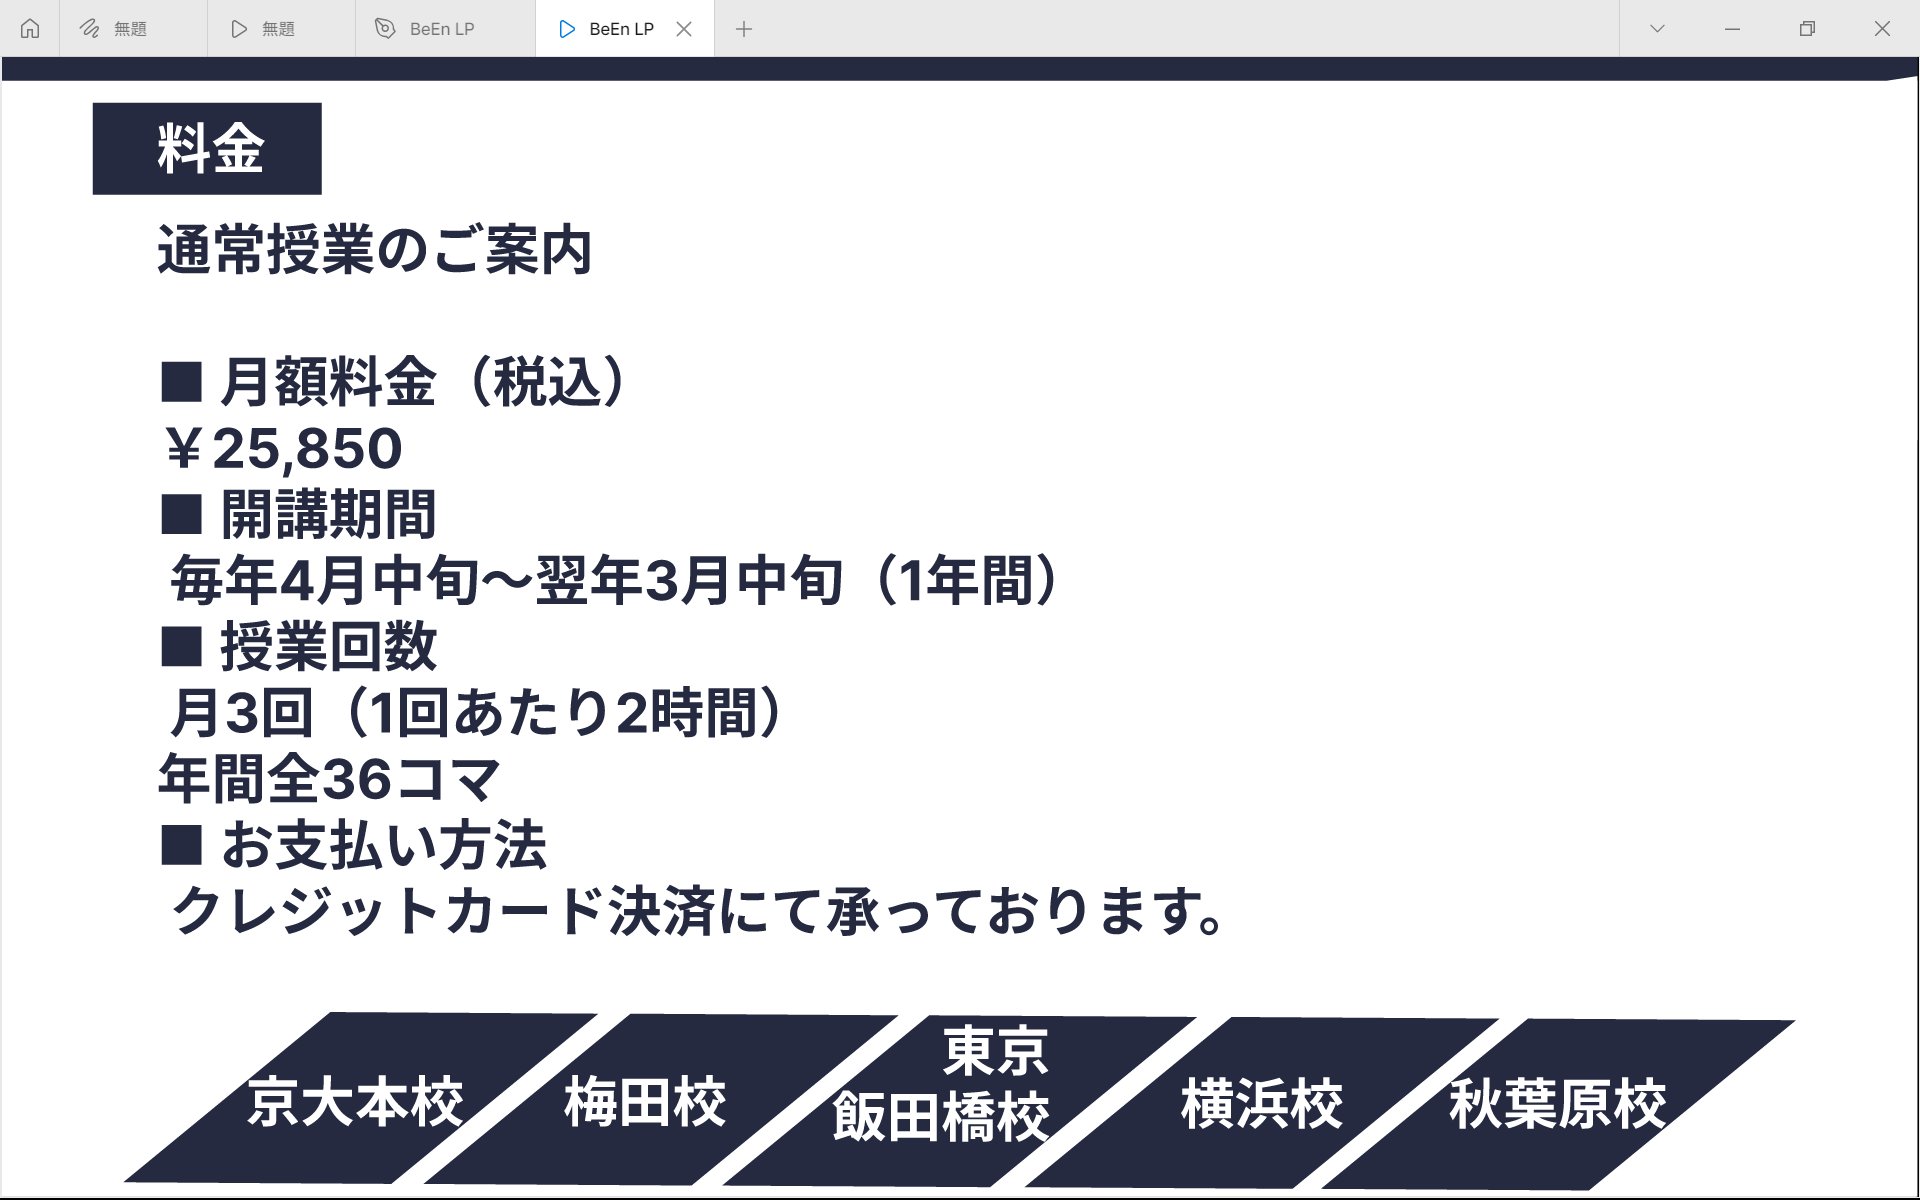 無題
無題
BeEn LP
BeEn LP
料金
通常授業のご案内
■ 月額料金（税込）
￥25,850
■ 開講期間
毎年4月中旬～翌年3月中旬（1年間）
■ 授業回数
月3回（1回あたり2時間）
年間全36コマ
■ お支払い方法
クレジットカード決済にて承っております。
京大本校
梅田校
東京
飯田橋校
横浜校
秋葉原校